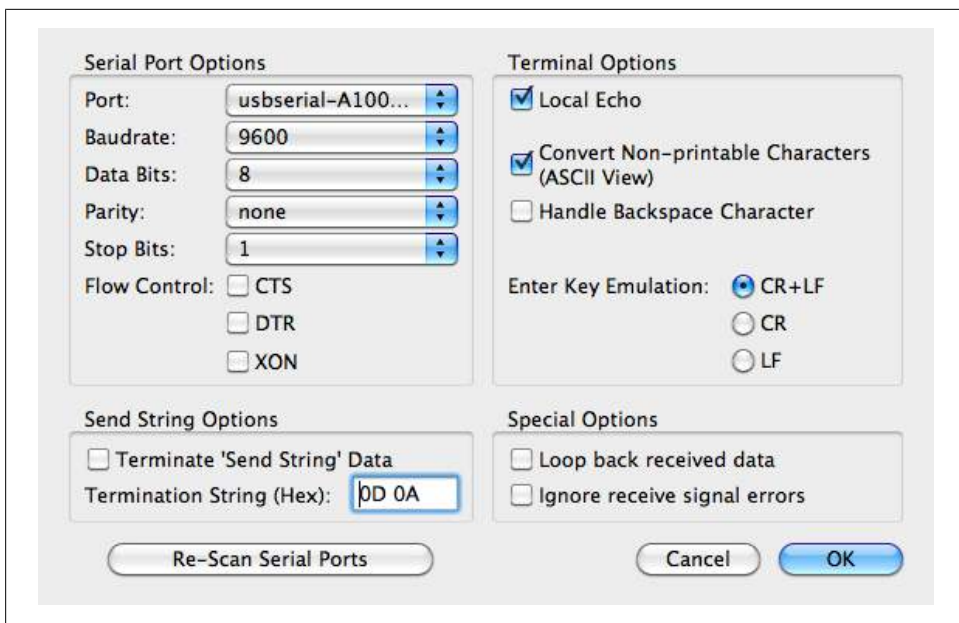 Serial Port Options
Port: usbserial-A100...
Baudrate: 9600
Data Bits: 8
Parity: none
Stop Bits: 1
Flow Control: CTS
DTR
XON
Terminal Options
Local Echo
Convert Non-printable Characters
(ASCII View)
Handle Backspace Character
Enter Key Emulation: CR+LF
CR
LF
Send String Options
Terminate 'Send String' Data
Termination String (Hex): 0D 0A
Special Options
Loop back received data
Ignore receive signal errors
Re-Scan Serial Ports
Cancel
OK